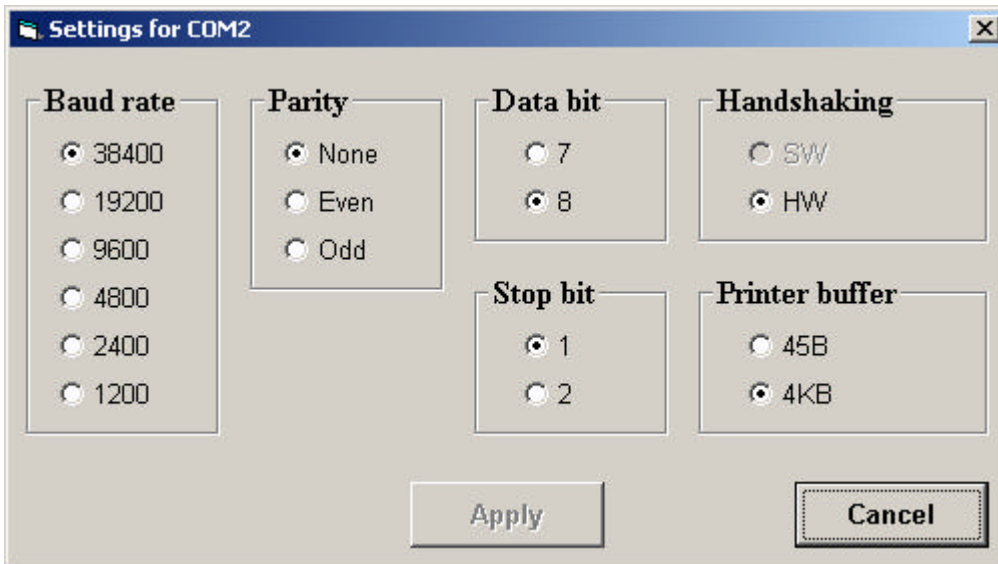 Settings for COM2
Baud rate
38400
19200
9600
4800
2400
1200
Parity
None
Even
Odd
Data bit
7
8
Stop bit
1
2
Handshaking
SW
HW
Printer buffer
45B
4KB
Apply
Cancel